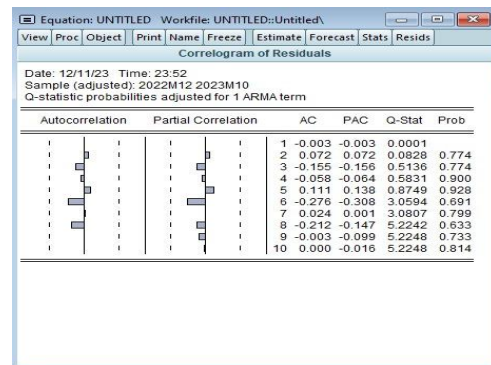 Equation: UNTITLED Workfile: UNTITLED::Untitled\
View Proc Object Print Name Freeze Estimate Forecast Stats Resids
Correlogram of Residuals
Date: 12/11/23 Time: 23:52
Sample (adjusted): 2022M12 2023M10
Q-statistic probabilities adjusted for 1 ARMA term
Autocorrelation Partial Correlation AC PAC Q-Stat Prob
1 -0.003 -0.003 0.0001
2 0.072 0.072 0.0828 0.774
3 -0.155 -0.156 0.5136 0.774
4 -0.058 -0.064 0.5831 0.900
5 0.111 0.138 0.8749 0.928
6 -0.276 -0.308 3.0594 0.691
7 0.024 0.001 3.0807 0.799
8 -0.212 -0.147 5.2242 0.633
9 -0.003 -0.099 5.2248 0.733
10 0.000 -0.016 5.2248 0.814